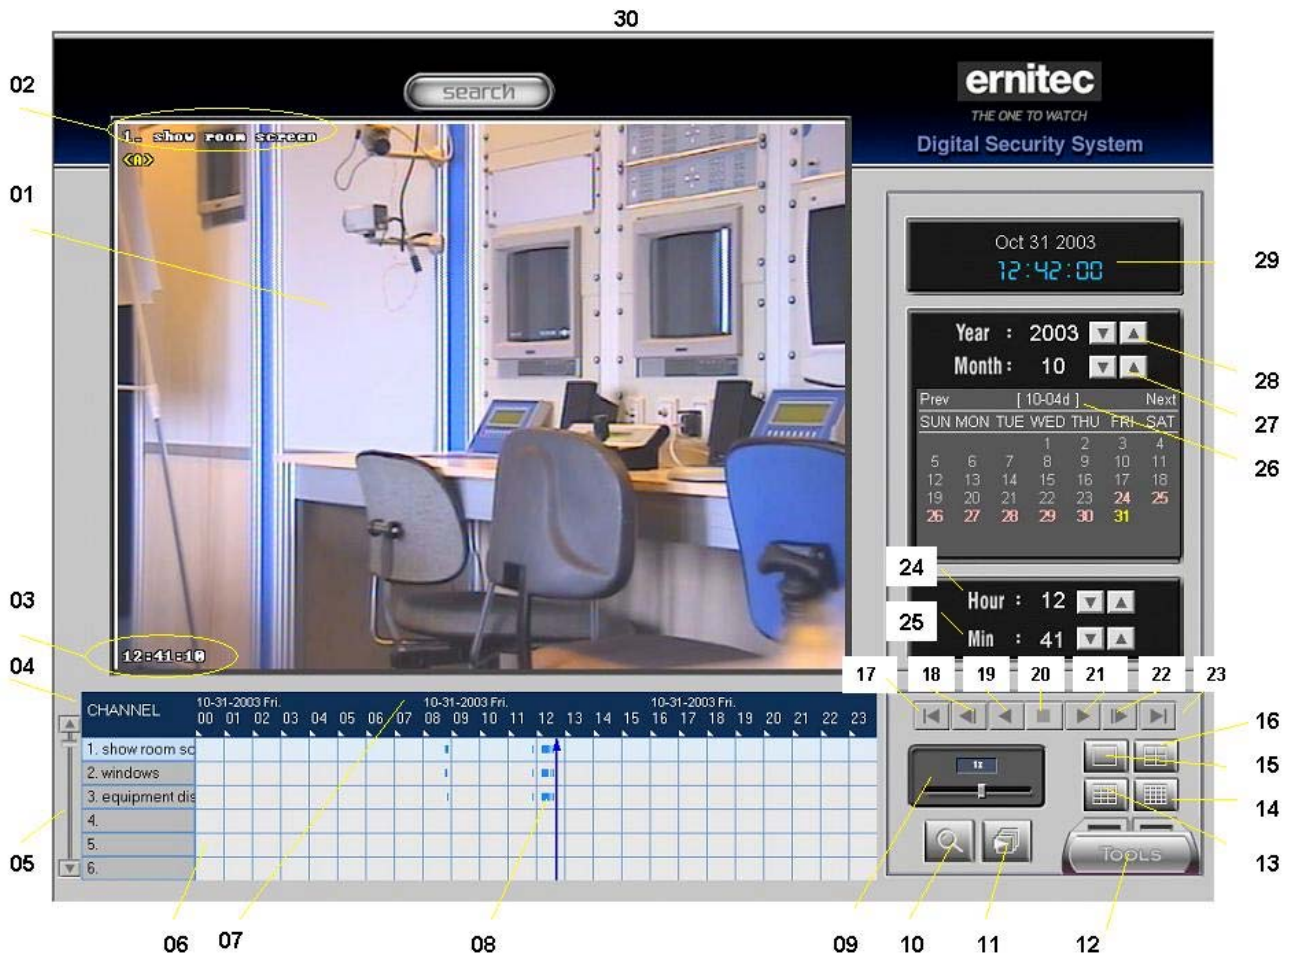 30
02
search
ernitec
THE ONE TO WATCH
Digital Security System
1. show room screen
<A>
01
Oct 31 2003
12:42:00
29
Year : 2003
28
Month : 10
27
Prev [ 10-04d ] Next
26
SUN MON TUE WED THU FRI SAT
1 2 3 4
5 6 7 8 9 10 11
12 13 14 15 16 17 18
19 20 21 22 23 24 25
26 27 28 29 30 31
24
Hour : 12
25
Min : 41
03
12:41:10
04
17 18 19 20 21 22 23
CHANNEL
10-31-2003 Fri. 10-31-2003 Fri. 10-31-2003 Fri.
00 01 02 03 04 05 06 07 08 09 10 11 12 13 14 15 16 17 18 19 20 21 22 23
1. show room sc
2. windows
3. equipment dis
4.
5.
6.
1x
16
15
14
13
TOOLS
05
06 07 08 09 10 11 12